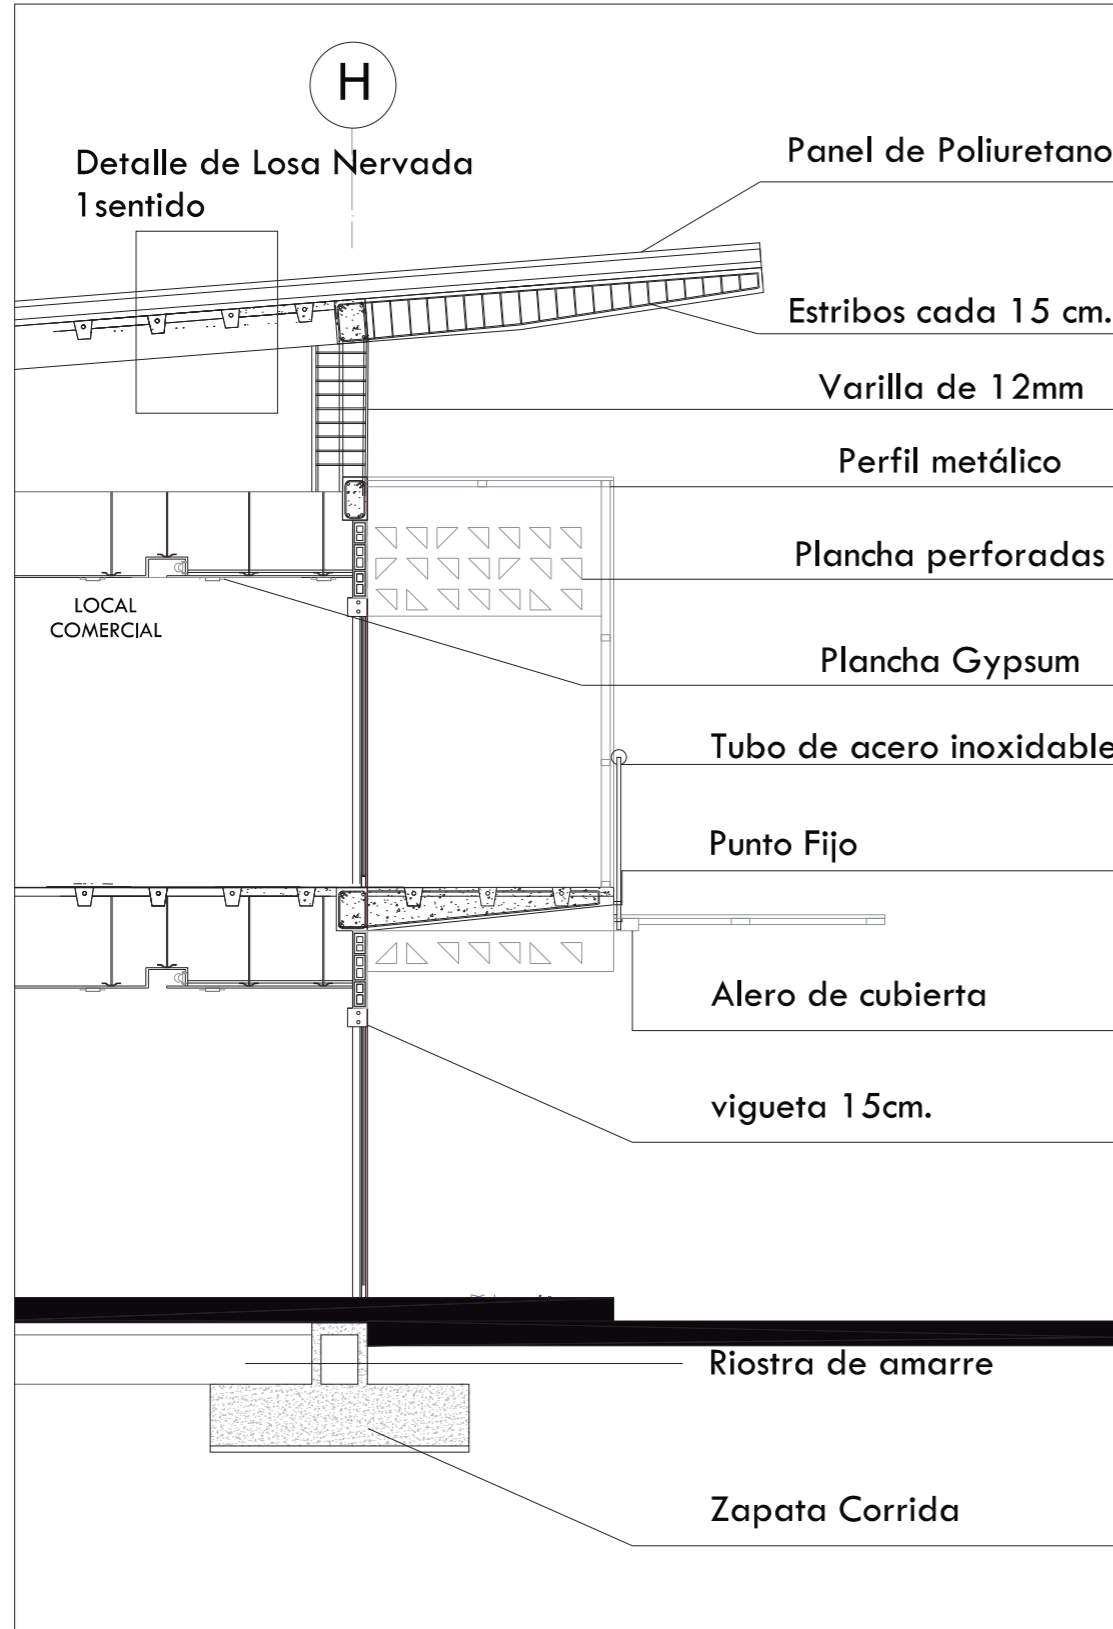 H
Detalle de Losa Nervada
1sentido
Panel de Poliuretano
Estribos cada 15 cm.
Varilla de 12mm
Perfil metálico
Plancha perforadas
LOCAL
COMERCIAL
Plancha Gypsum
Tubo de acero inoxidable
Punto Fijo
Alero de cubierta
vigueta 15cm.
Riostra de amarre
Zapata Corrida